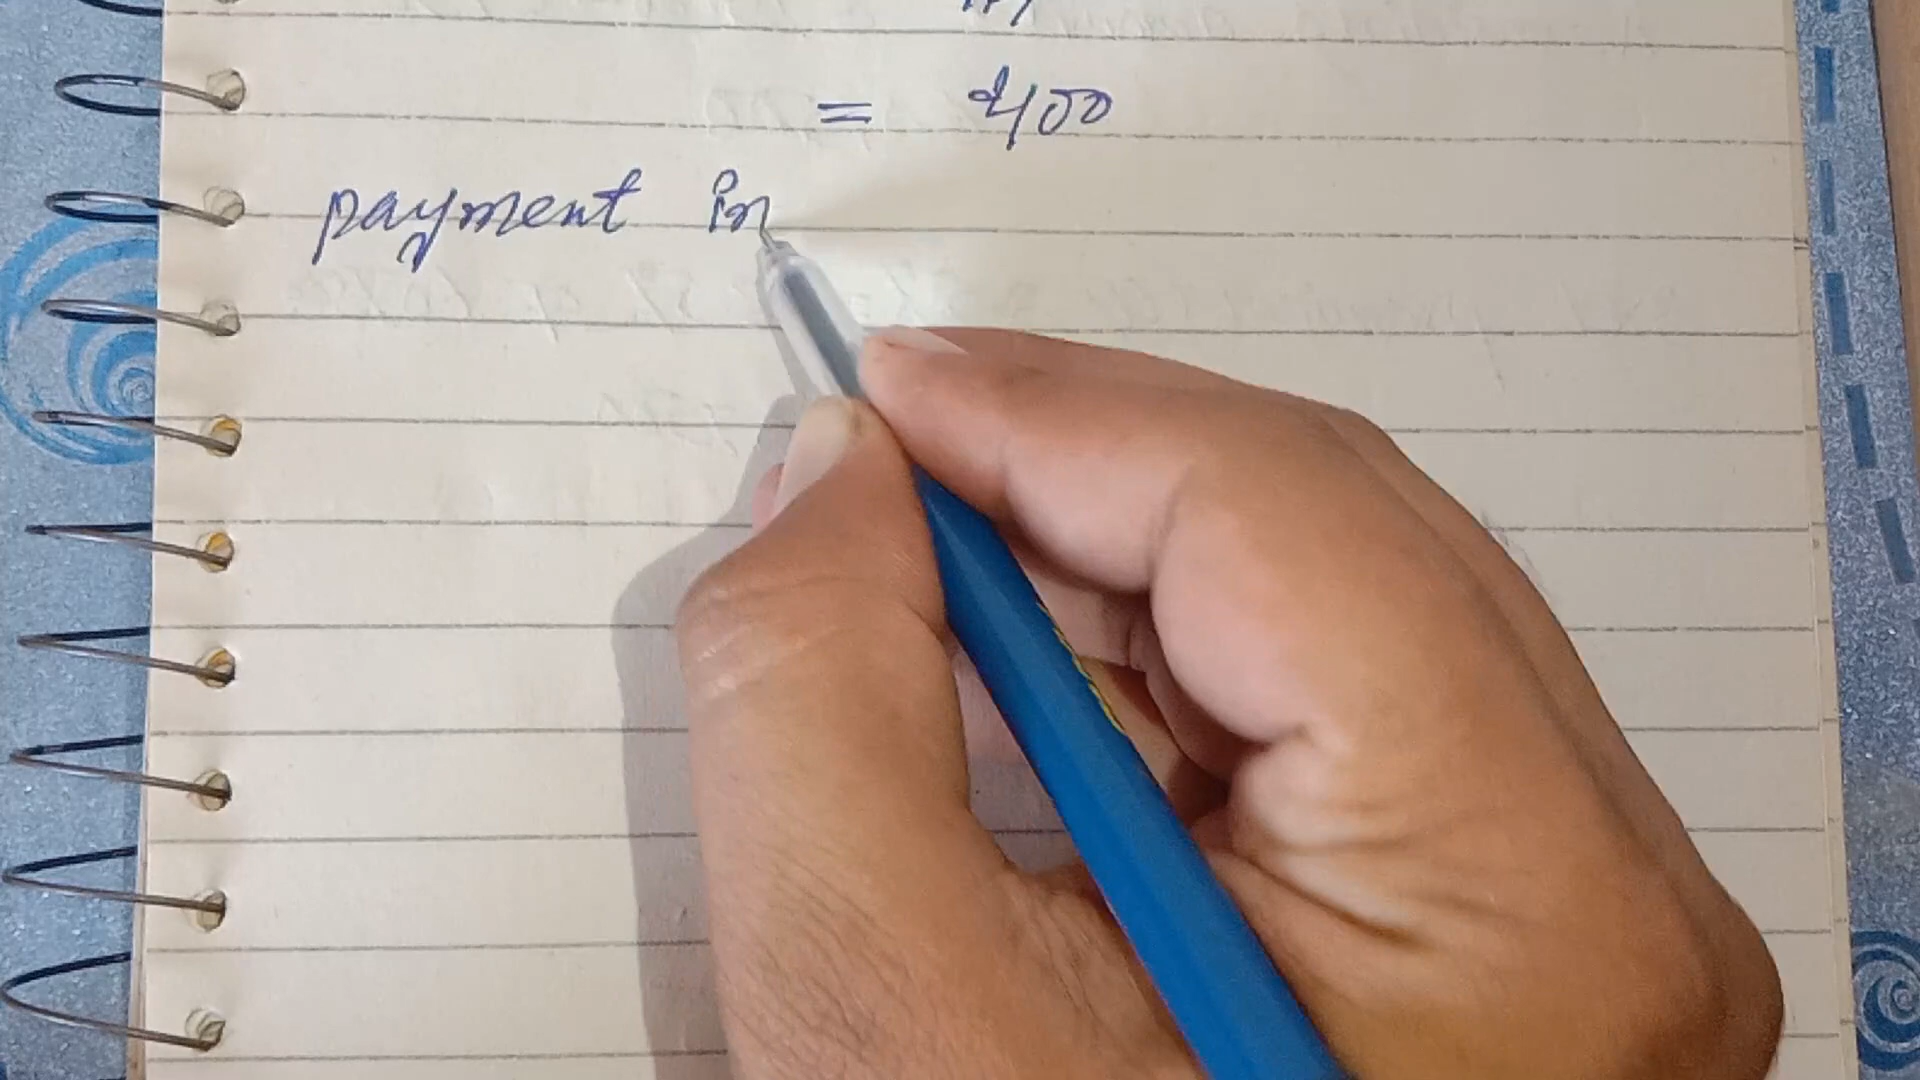 = 400
payment in